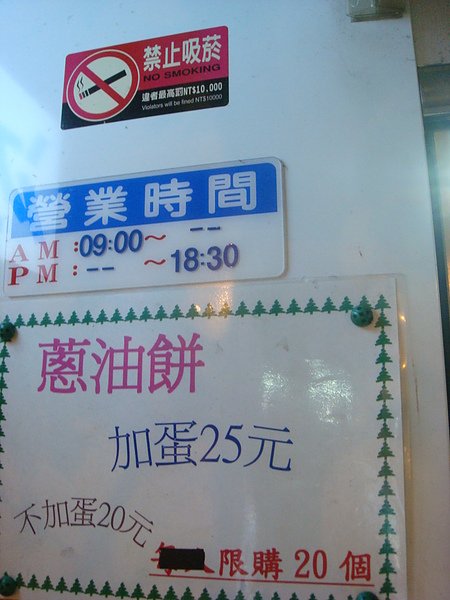 禁止吸菸
NO SMOKING
違者最高罰NT$10,000
Violators will be fined NT$10000
營業時間
AM:09:00～--
PM:--～18:30
蔥油餅
加蛋25元
不加蛋20元
限購20個